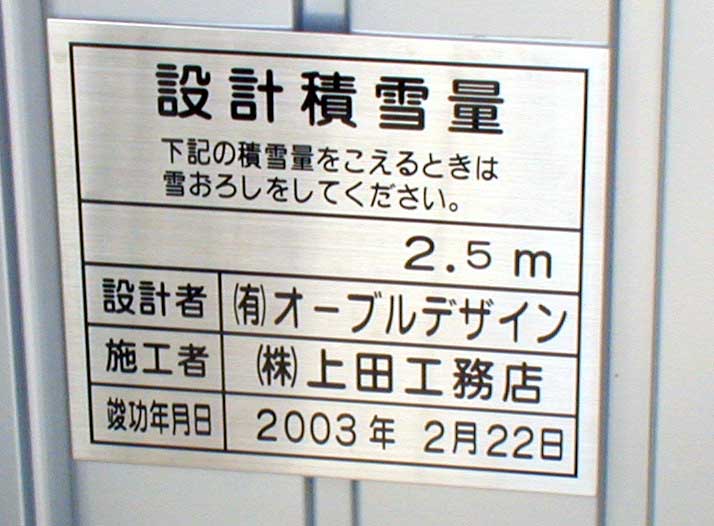 設計積雪量
下記の積雪量をこえるときは
雪おろしをしてください。
2.5m
設計者 ㈲オーブルデザイン
施工者 ㈱上田工務店
竣功年月日 2003年 2月22日